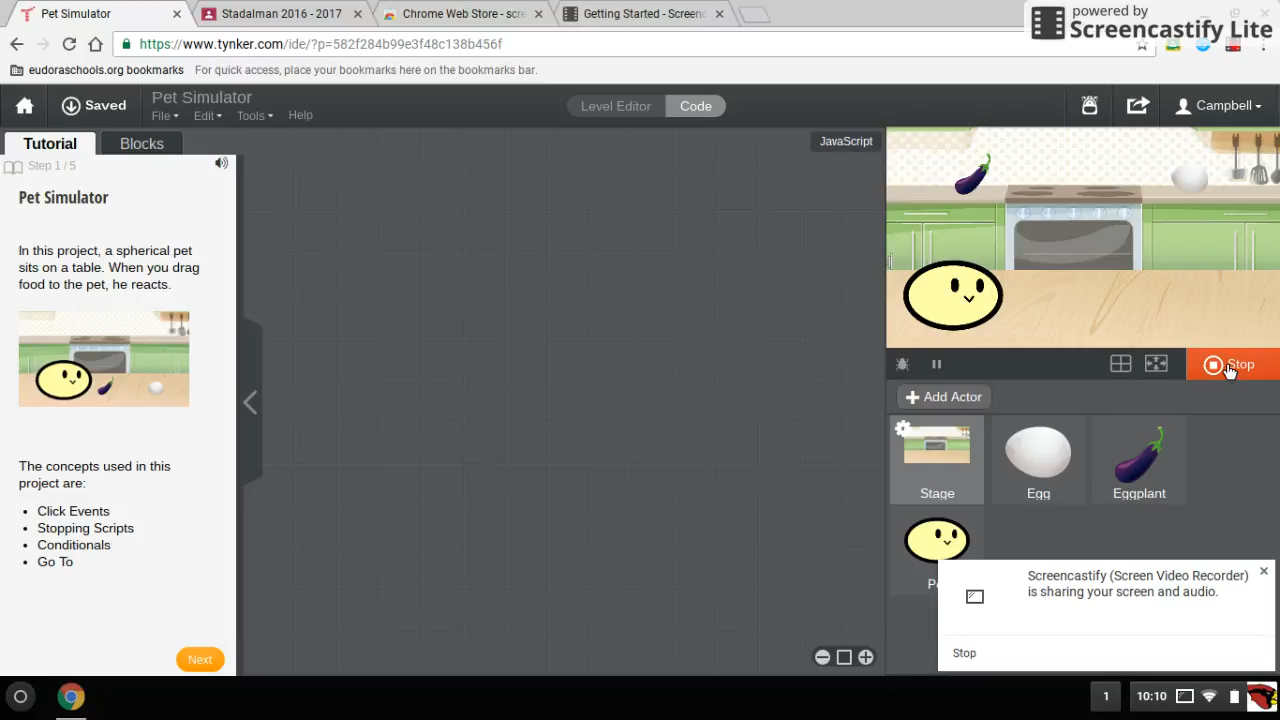 Pet Simulator
Stadalman 2016 - 2017
Chrome Web Store - scre
Getting Started - Screenc
powered by
Screencastify Lite
https://www.tynker.com/ide/?p=582f284b99e3f48c138b456f
eudoraschools.org bookmarks
For quick access, place your bookmarks here on the bookmarks bar.
Saved
Pet Simulator
File Edit Tools Help
Level Editor
Code
Campbell
Tutorial
Blocks
JavaScript
Step 1 / 5
Pet Simulator
In this project, a spherical pet
sits on a table. When you drag
food to the pet, he reacts.
The concepts used in this
project are:
• Click Events
• Stopping Scripts
• Conditionals
• Go To
Next
Stop
Add Actor
Stage
Egg
Eggplant
Screencastify (Screen Video Recorder)
is sharing your screen and audio.
Stop
1
10:10